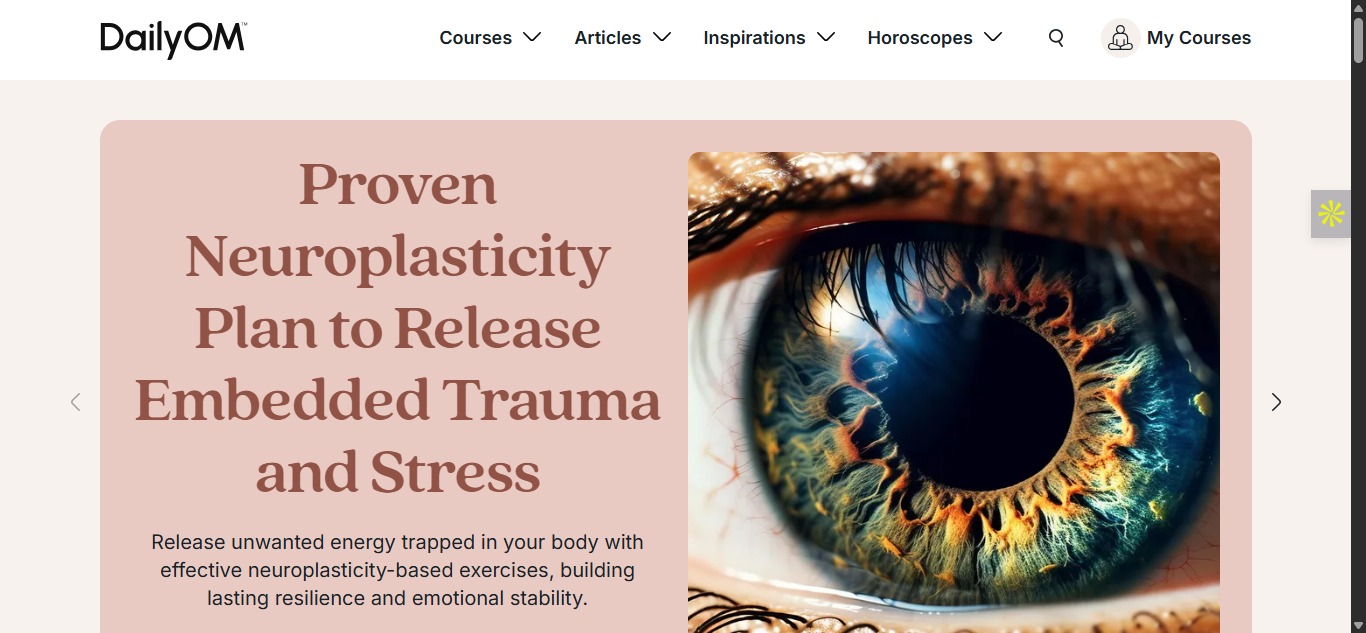 DailyOM™
Courses
Articles
Inspirations
Horoscopes
My Courses
Proven
Neuroplasticity
Plan to Release
Embedded Trauma
and Stress
Release unwanted energy trapped in your body with
effective neuroplasticity-based exercises, building
lasting resilience and emotional stability.